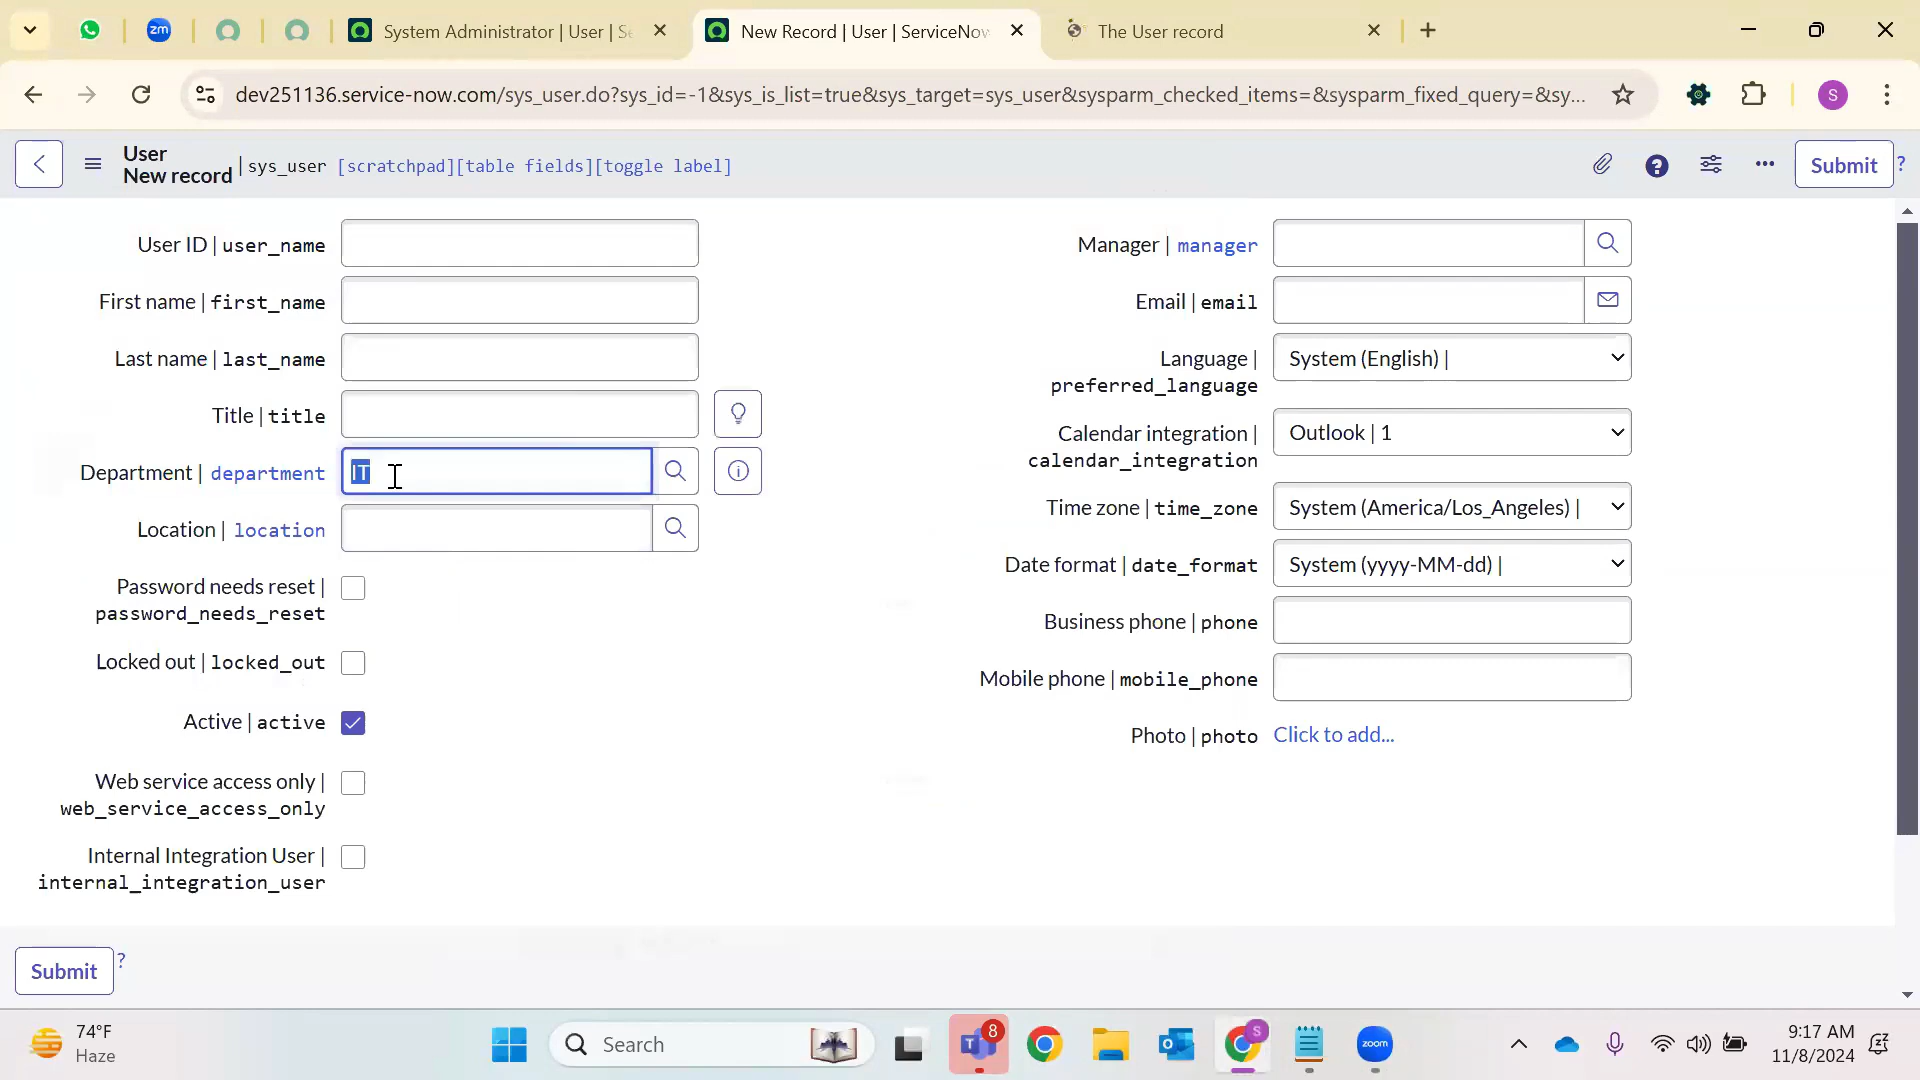 zm
System Administrator | User | S
New Record | User | ServiceNow
The User record
dev251136.service-now.com/sys_user.do?sys_id=-1&sys_is_list=true&sys_target=sys_user&sysparm_checked_items=&sysparm_fixed_query=&sy...
S
User
New record | sys_user [scratchpad][table fields][toggle label]
Submit ?
User ID | user_name
First name | first_name
Last name | last_name
Title | title
Department | department
IT
Location | location
Password needs reset |
password_needs_reset
Locked out | locked_out
Active | active
Web service access only |
web_service_access_only
Internal Integration User |
internal_integration_user
Manager | manager
Email | email
Language |
preferred_language
System (English) |
Calendar integration |
calendar_integration
Outlook | 1
Time zone | time_zone
System (America/Los_Angeles) |
Date format | date_format
System (yyyy-MM-dd) |
Business phone | phone
Mobile phone | mobile_phone
Photo | photo Click to add...
Submit ?
74°F
Haze
Search
8
S
zoom
9:17 AM
11/8/2024